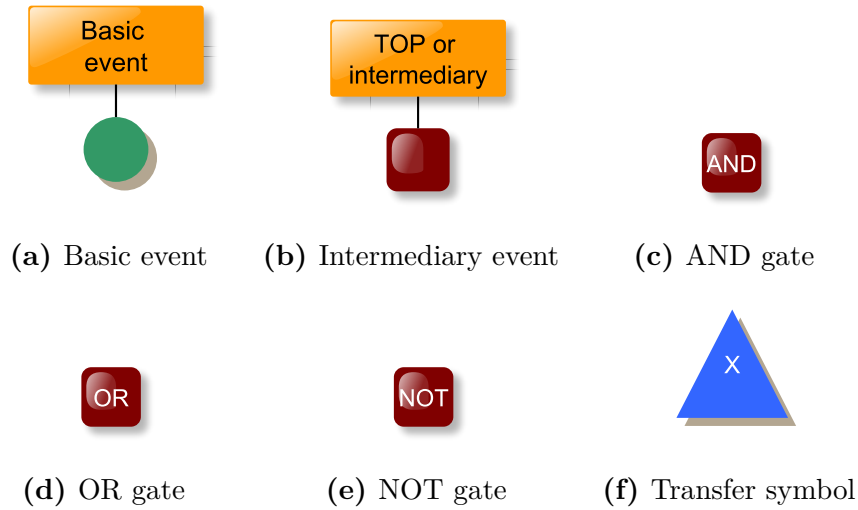 Basic
event
TOP or
intermediary
AND
(a) Basic event
(b) Intermediary event
(c) AND gate
OR
NOT
X
(d) OR gate
(e) NOT gate
(f) Transfer symbol